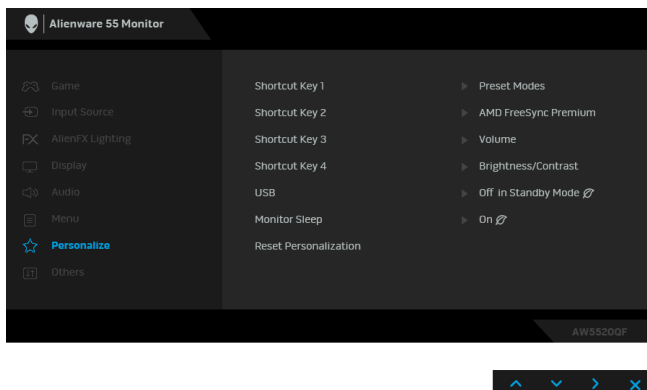 Alienware 55 Monitor
Game
Shortcut Key 1 Preset Modes
Input Source
Shortcut Key 2 AMD FreeSync Premium
FX AlienFX Lighting
Shortcut Key 3 Volume
Display
Shortcut Key 4 Brightness/Contrast
Audio
USB Off in Standby Mode
Menu
Monitor Sleep On
Personalize
Reset Personalization
Others
AW5520QF